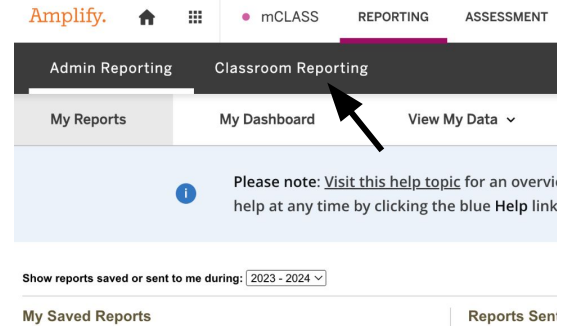 Amplify. mCLASS REPORTING ASSESSMENT
Admin Reporting Classroom Reporting
My Reports My Dashboard View My Data
Please note: Visit this help topic for an overvi
help at any time by clicking the blue Help link
Show reports saved or sent to me during: 2023 - 2024
My Saved Reports Reports Sent